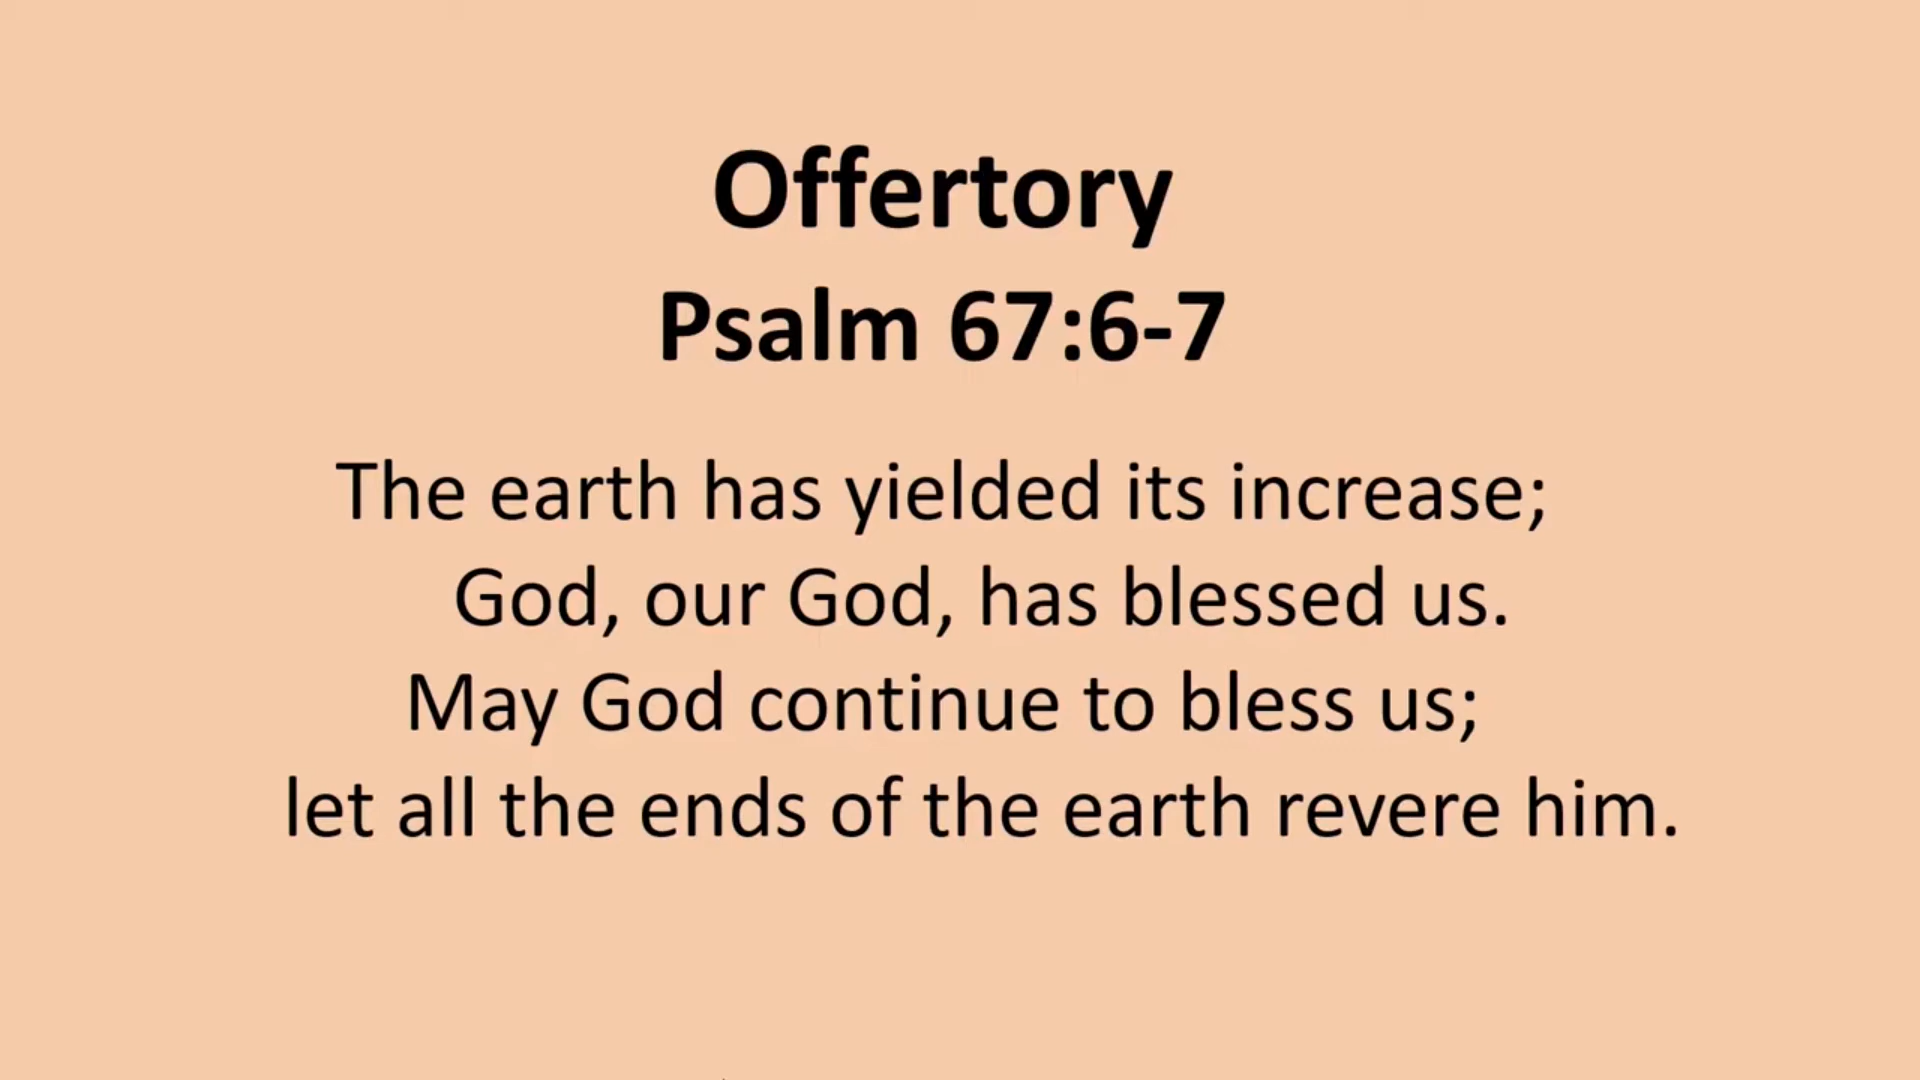 Offertory
Psalm 67:6-7
The earth has yielded its increase;
God, our God, has blessed us.
May God continue to bless us;
let all the ends of the earth revere him.